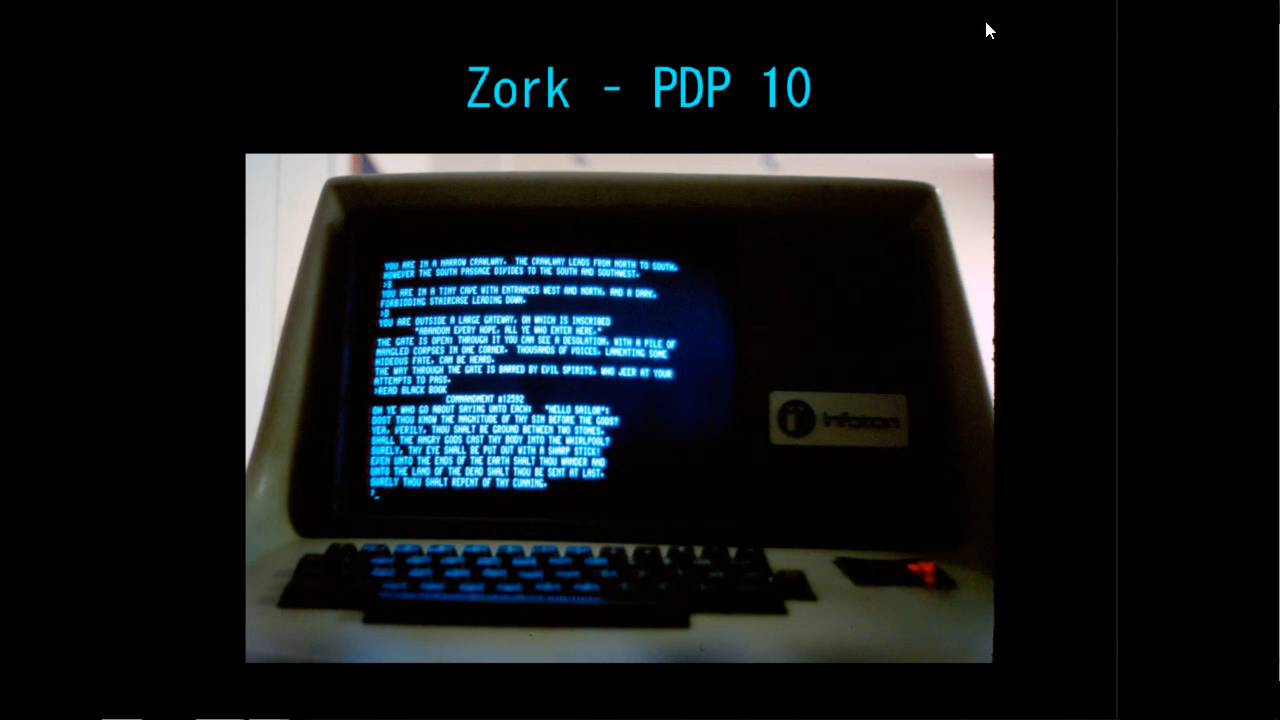 Zork - PDP 10
YOU ARE IN A NARROW CRAWLWAY.  THE CRAWLWAY LEADS FROM NORTH TO SOUTH.
HOWEVER THE SOUTH PASSAGE DIVIDES TO THE SOUTH AND SOUTHWEST.
>S
YOU ARE IN A TINY CAVE WITH ENTRANCES WEST AND NORTH, AND A DARK,
FORBIDDING STAIRCASE LEADING DOWN.
>D
YOU ARE OUTSIDE A LARGE GATEWAY, ON WHICH IS INSCRIBED
"ABANDON EVERY HOPE, ALL YE WHO ENTER HERE."
THE GATE IS OPEN; THROUGH IT YOU CAN SEE A DESOLATION, WITH A PILE OF
MANGLED CORPSES IN ONE CORNER.  THOUSANDS OF VOICES, LAMENTING SOME
HIDEOUS FATE, CAN BE HEARD.
THE WAY THROUGH THE GATE IS BARRED BY EVIL SPIRITS, WHO JEER AT YOUR
ATTEMPTS TO PASS.
>READ BLACK BOOK
COMMANDMENT #12592
OH YE WHO GO ABOUT SAYING UNTO EACH:   "HELLO SAILOR":
DOST THOU KNOW THE MAGNITUDE OF THY SIN BEFORE THE GODS?
YEA, VERILY, THOU SHALT BE GROUND BETWEEN TWO STONES.
SHALL THE ANGRY GODS CAST THY BODY INTO THE WHIRLPOOL?
SURELY, THY EYE SHALL BE PUT OUT WITH A SHARP STICK!
EVEN UNTO THE ENDS OF THE EARTH SHALT THOU WANDER AND
UNTO THE LAND OF THE DEAD SHALT THOU BE SENT AT LAST.
SURELY THOU SHALT REPENT OF THY CUNNING.
>_
Infoton